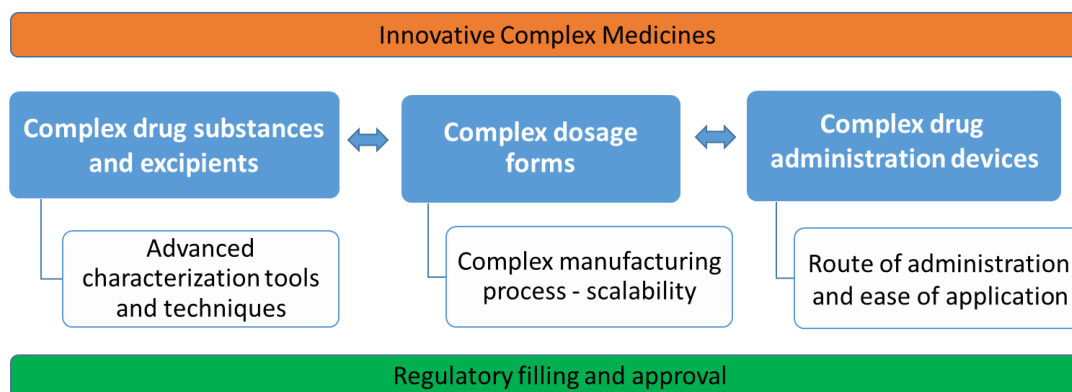 Innovative Complex Medicines
Complex drug substances
and excipients
Complex dosage
forms
Complex drug
administration devices
Advanced
characterization tools
and techniques
Complex manufacturing
process - scalability
Route of administration
and ease of application
Regulatory filling and approval